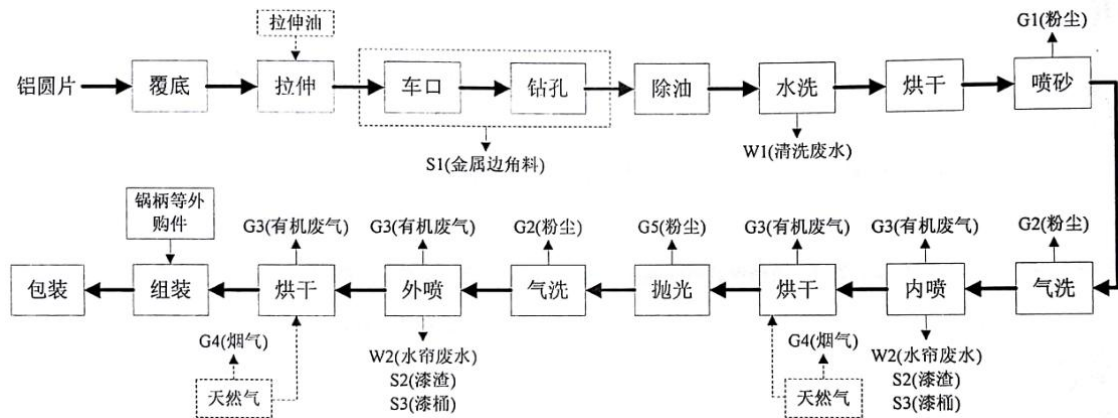 拉伸油
G1(粉尘)
铝圆片
覆底
拉伸
车口
钻孔
除油
水洗
烘干
喷砂
S1(金属边角料)
W1(清洗废水)
锅柄等外
购件
G3(有机废气)
G3(有机废气)
G2(粉尘)
G5(粉尘)
G3(有机废气)
G3(有机废气)
G2(粉尘)
包装
组装
烘干
外喷
气洗
抛光
烘干
内喷
气洗
G4(烟气)
天然气
W2(水帘废水)
S2(漆渣)
S3(漆桶)
G4(烟气)
天然气
W2(水帘废水)
S2(漆渣)
S3(漆桶)